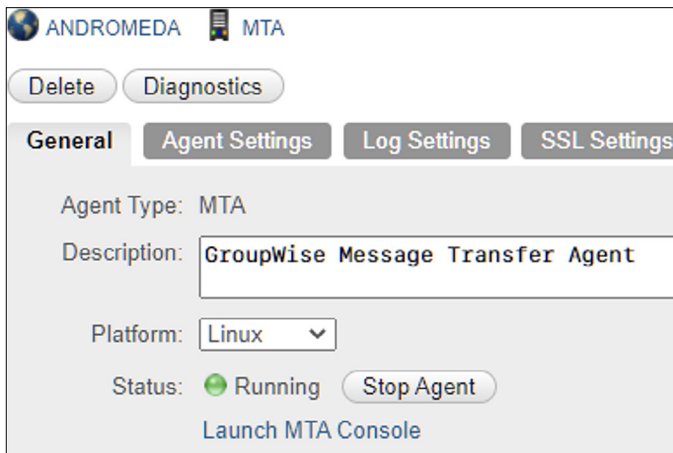 ANDROMEDA MTA
Delete Diagnostics
General Agent Settings Log Settings SSL Settings
Agent Type: MTA
Description: GroupWise Message Transfer Agent
Platform: Linux
Status: Running Stop Agent
Launch MTA Console